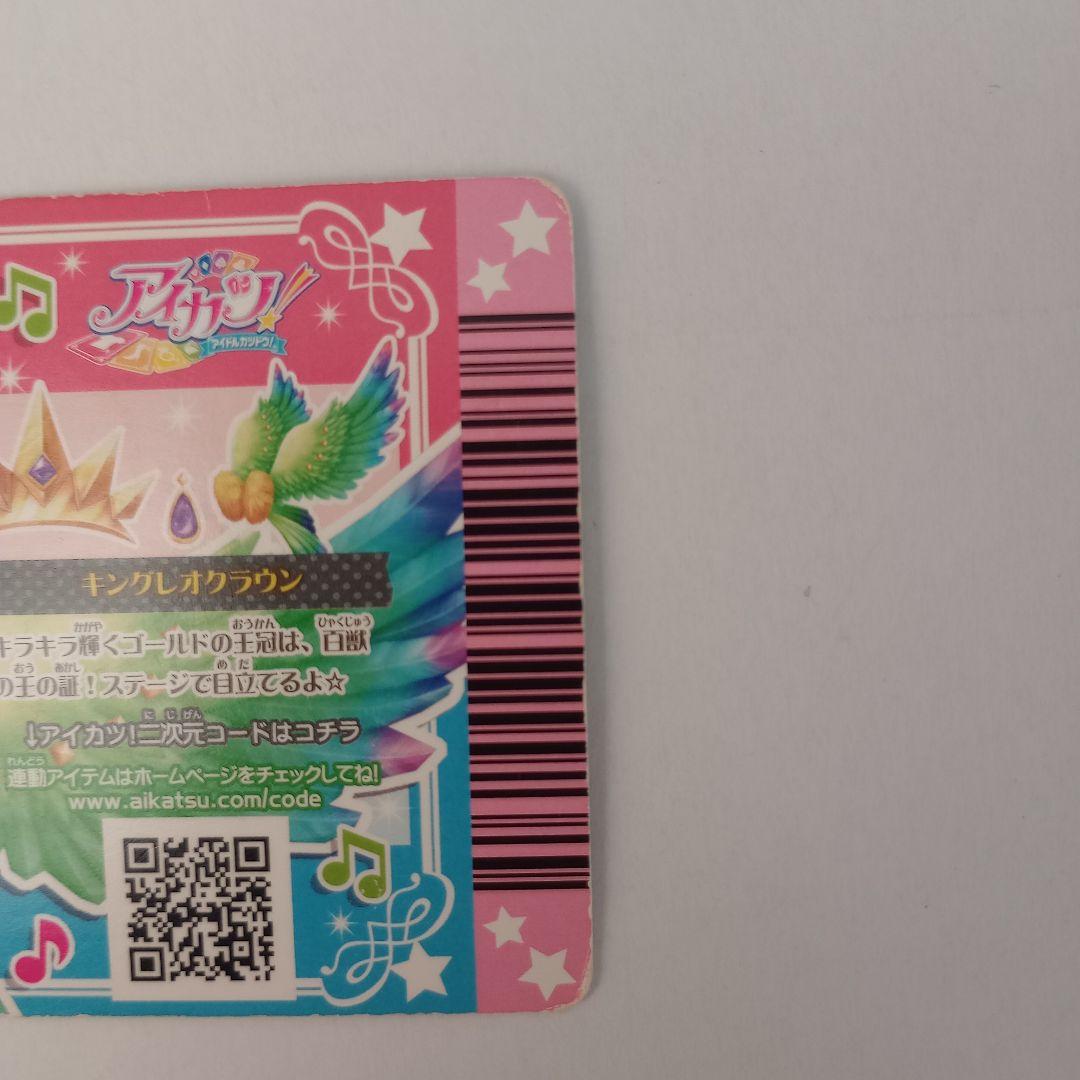 アイカツ!
アイドルカツドウ!
キングレオクラウン
キラキラ輝くゴールドの王冠は、百獣
の王の証!ステージで目立てるよ☆
↓アイカツ!二次元コードはコチラ
連動アイテムはホームページをチェックしてね!
www.aikatsu.com/code